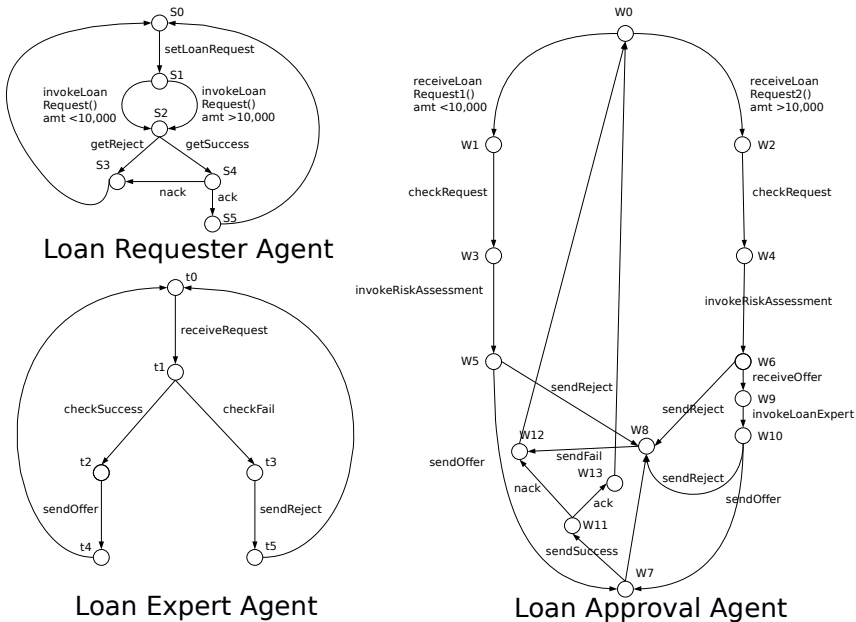 S0
setLoanRequest
S1
invokeLoan
Request()
amt <10,000
invokeLoan
Request()
amt >10,000
S2
getReject
getSuccess
S3
S4
nack
ack
S5
Loan Requester Agent
t0
receiveRequest
t1
checkSuccess
checkFail
t2
t3
sendOffer
sendReject
t4
t5
Loan Expert Agent
W0
receiveLoan
Request1()
amt <10,000
receiveLoan
Request2()
amt >10,000
W1
W2
checkRequest
checkRequest
W3
W4
invokeRiskAssessment
invokeRiskAssessment
W5
W6
receiveOffer
sendReject
W9
sendReject
invokeLoanExpert
W12
W8
W10
sendFail
sendOffer
W13
sendReject
nack
ack
sendOffer
W11
sendSuccess
W7
Loan Approval Agent